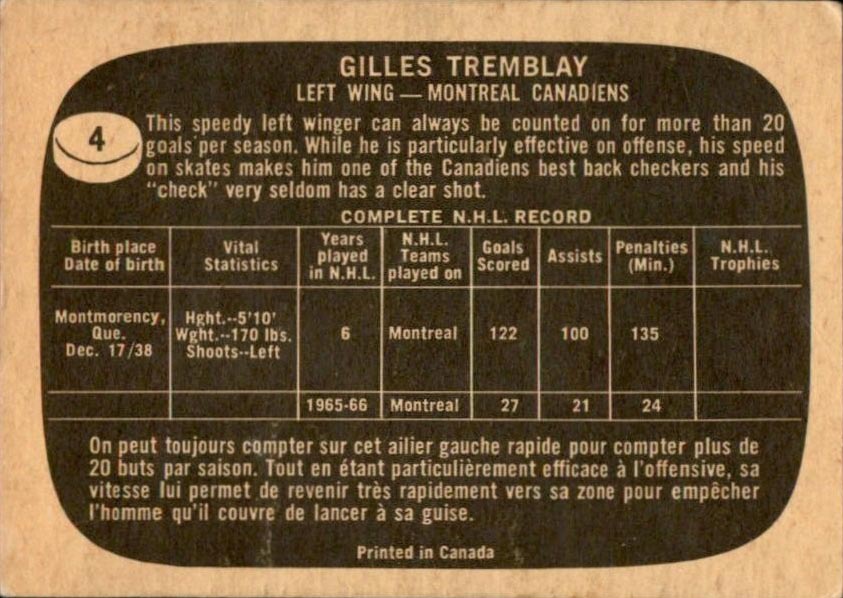 GILLES TREMBLAY
LEFT WING — MONTREAL CANADIENS
4
This speedy left winger can always be counted on for more than 20
goals per season. While he is particularly effective on offense, his speed
on skates makes him one of the Canadiens best back checkers and his
"check" very seldom has a clear shot.
COMPLETE N.H.L. RECORD
Birth place
Date of birth
Vital
Statistics
Years
played
in N.H.L.
N.H.L.
Teams
played on
Goals
Scored
Assists
Penalties
(Min.)
N.H.L.
Trophies
Montmorency,
Que.
Dec. 17/38
Hght.--5'10'
Wght.--170 lbs.
Shoots--Left
6
Montreal
122
100
135
1965-66
Montreal
27
21
24
On peut toujours compter sur cet ailier gauche rapide pour compter plus de
20 buts par saison. Tout en étant particulièrement efficace à l'offensive, sa
vitesse lui permet de revenir très rapidement vers sa zone pour empêcher
l'homme qu'il couvre de lancer à sa guise.
Printed in Canada